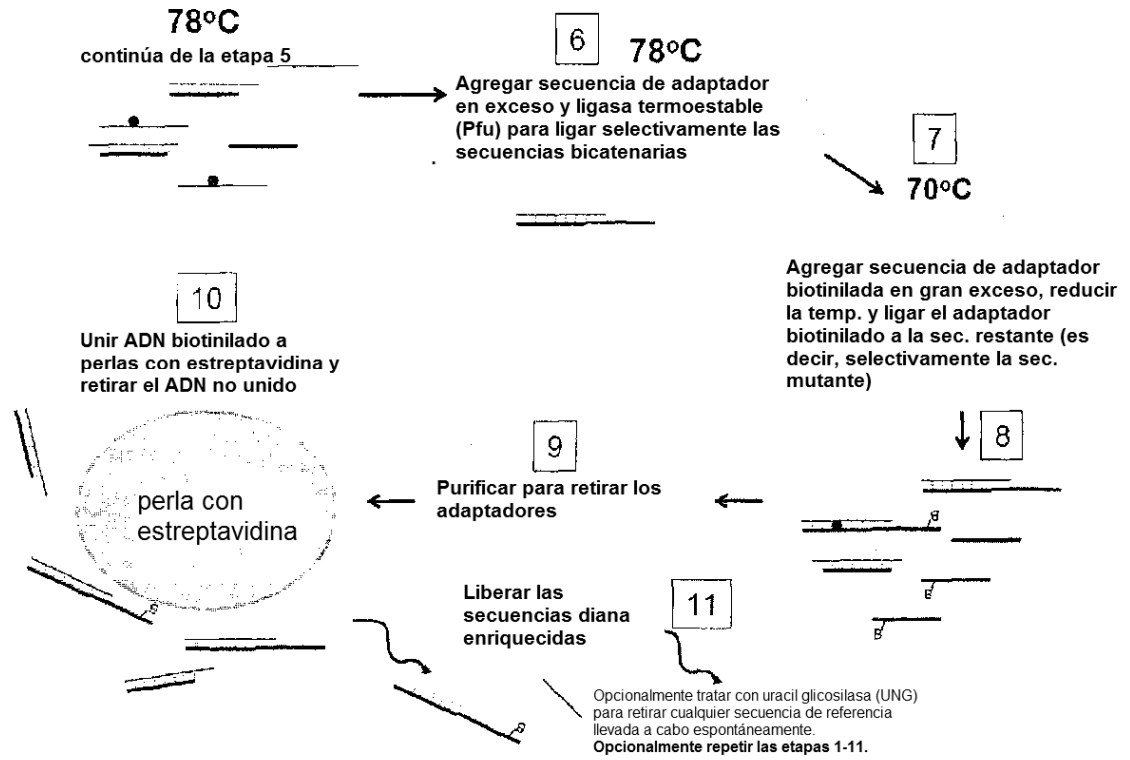 78ºC
continúa de la etapa 5
6
78ºC
Agregar secuencia de adaptador
en exceso y ligasa termoestable
(Pfu) para ligar selectivamente las
secuencias bicatenarias
7
70ºC
Agregar secuencia de adaptador
biotinilada en gran exceso, reducir
la temp. y ligar el adaptador
biotinilado a la sec. restante (es
decir, selectivamente la sec.
mutante)
8
B
B
B
9
Purificar para retirar los
adaptadores
10
Unir ADN biotinilado a
perlas con estreptavidina y
retirar el ADN no unido
perla con
estreptavidina
B
Liberar las
secuencias diana
enriquecidas
11
B
Opcionalmente tratar con uracil glicosilasa (UNG)
para retirar cualquier secuencia de referencia
llevada a cabo espontáneamente.
Opcionalmente repetir las etapas 1-11.